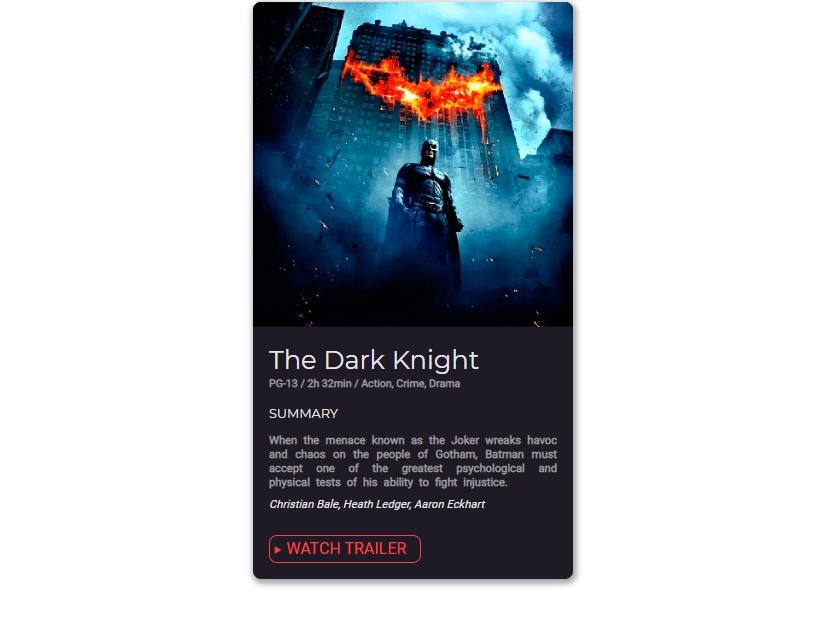 The Dark Knight
PG-13 / 2h 32min / Action, Crime, Drama
SUMMARY
When the menace known as the Joker wreaks havoc
and chaos on the people of Gotham, Batman must
accept one of the greatest psychological and
physical tests of his ability to fight injustice.
Christian Bale, Heath Ledger, Aaron Eckhart
▸ WATCH TRAILER